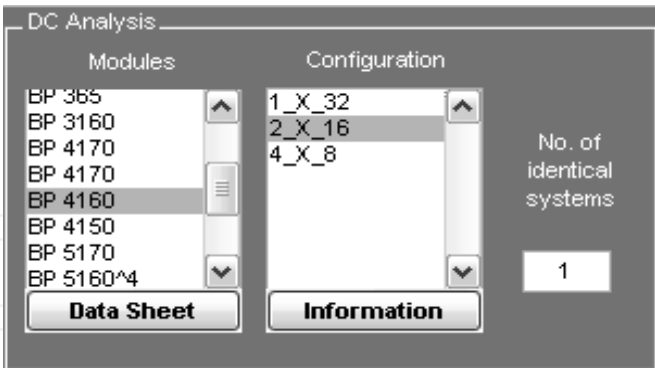 DC Analysis
Modules
BP 365
BP 3160
BP 4170
BP 4170
BP 4160
BP 4150
BP 5170
BP 5160^4
Data Sheet
Configuration
1_X_32
2_X_16
4_X_8
Information
No. of
identical
systems
1